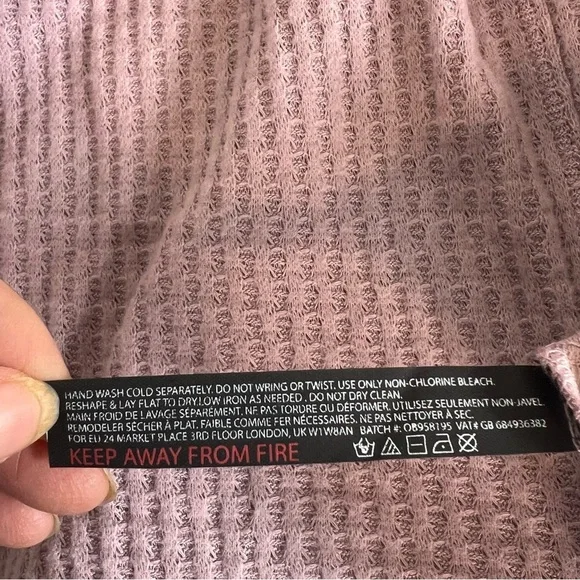 HAND WASH COLD SEPARATELY. DO NOT WRING OR TWIST. USE ONLY NON-CHLORINE BLEACH.
RESHAPE & LAY FLAT TO DRY.LOW IRON AS NEEDED . DO NOT DRY CLEAN.
MAIN FROID DE LAVAGE SÉPARÉMENT. NE PAS TORDRE OU DÉFORMER. UTILISEZ SEULEMENT NON-JAVEL.
REMODELER SÉCHER À PLAT. FAIBLE COMME FER NÉCESSAIRES. NE PAS NETTOYER À SEC.
FOR EU 24 MARKET PLACE 3RD FLOOR LONDON, UK W1W8AN BATCH #: OB958195 VAT# GB 684936382
KEEP AWAY FROM FIRE